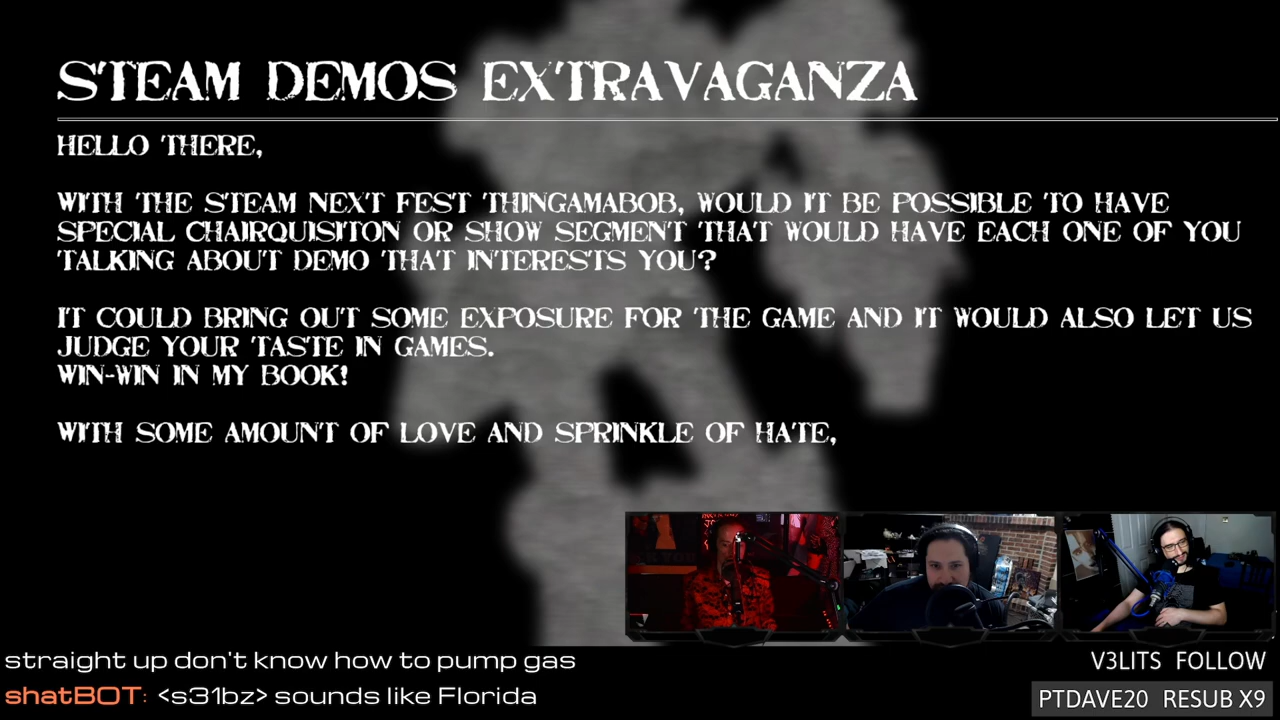 STEAM DEMOS EXTRAVAGANZA
HELLO THERE,
WITH THE STEAM NEXT FEST THINGAMABOB, WOULD IT BE POSSIBLE TO HAVE
SPECIAL CHAIRQUISITON OR SHOW SEGMENT THAT WOULD HAVE EACH ONE OF YOU
TALKING ABOUT DEMO THAT INTERESTS YOU?
IT COULD BRING OUT SOME EXPOSURE FOR THE GAME AND IT WOULD ALSO LET US
JUDGE YOUR TASTE IN GAMES.
WIN-WIN IN MY BOOK!
WITH SOME AMOUNT OF LOVE AND SPRINKLE OF HATE,
straight up don't know how to pump gas
shatBOT: <s31bz> sounds like Florida
V3LITS FOLLOW
PTDAVE20 RESUB X9